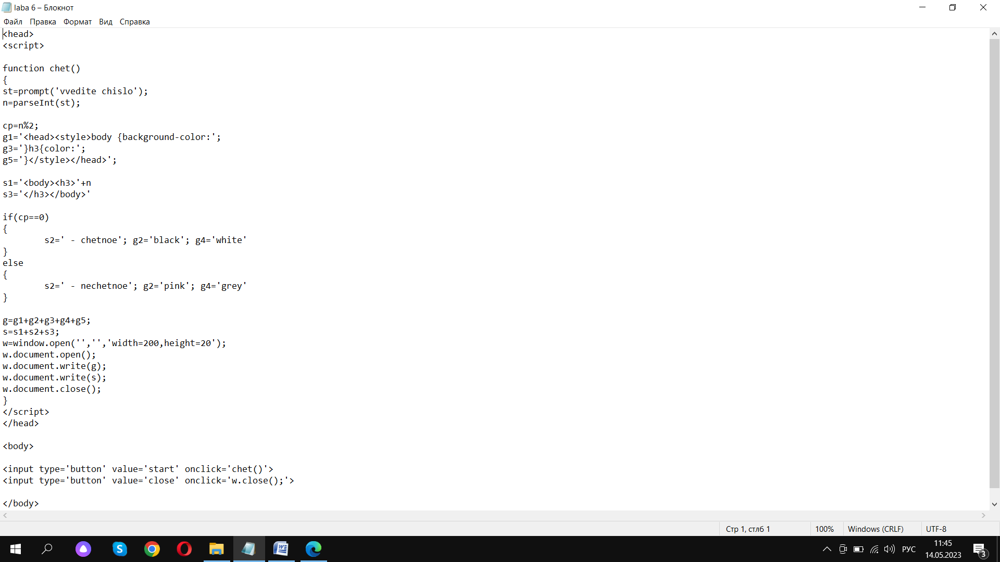 laba 6 – Блокнот
Файл Правка Формат Вид Справка
<head>
<script>
function chet()
{
st=prompt('vvedite chislo');
n=parseInt(st);
cp=n%2;
g1='<head><style>body {background-color:';
g3='}h3{color:';
g5='}</style></head>';
s1='<body><h3>'+n
s3='</h3></body>'
if(cp==0)
{
s2=' - chetnoe'; g2='black'; g4='white'
}
else
{
s2=' - nechetnoe'; g2='pink'; g4='grey'
}
g=g1+g2+g3+g4+g5;
s=s1+s2+s3;
w=window.open('','','width=200,height=20');
w.document.open();
w.document.write(g);
w.document.write(s);
w.document.close();
}
</script>
</head>
<body>
<input type='button' value='start' onclick='chet()'>
<input type='button' value='close' onclick='w.close();'>
</body>
Стр 1, стлб 1 100% Windows (CRLF) UTF-8
РУС 11:45
14.05.2023 3